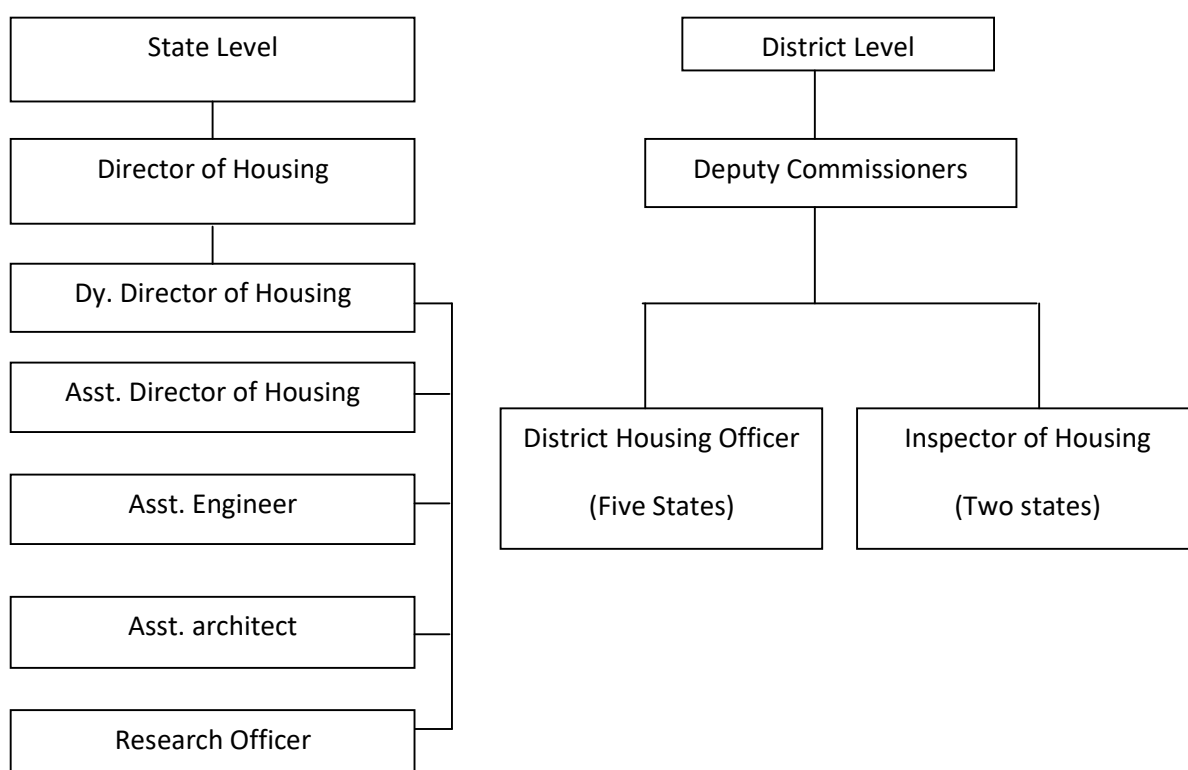 State Level
Director of Housing
Dy. Director of Housing
Asst. Director of Housing
Asst. Engineer
Asst. architect
Research Officer
District Level
Deputy Commissioners
District Housing Officer
(Five States)
Inspector of Housing
(Two states)